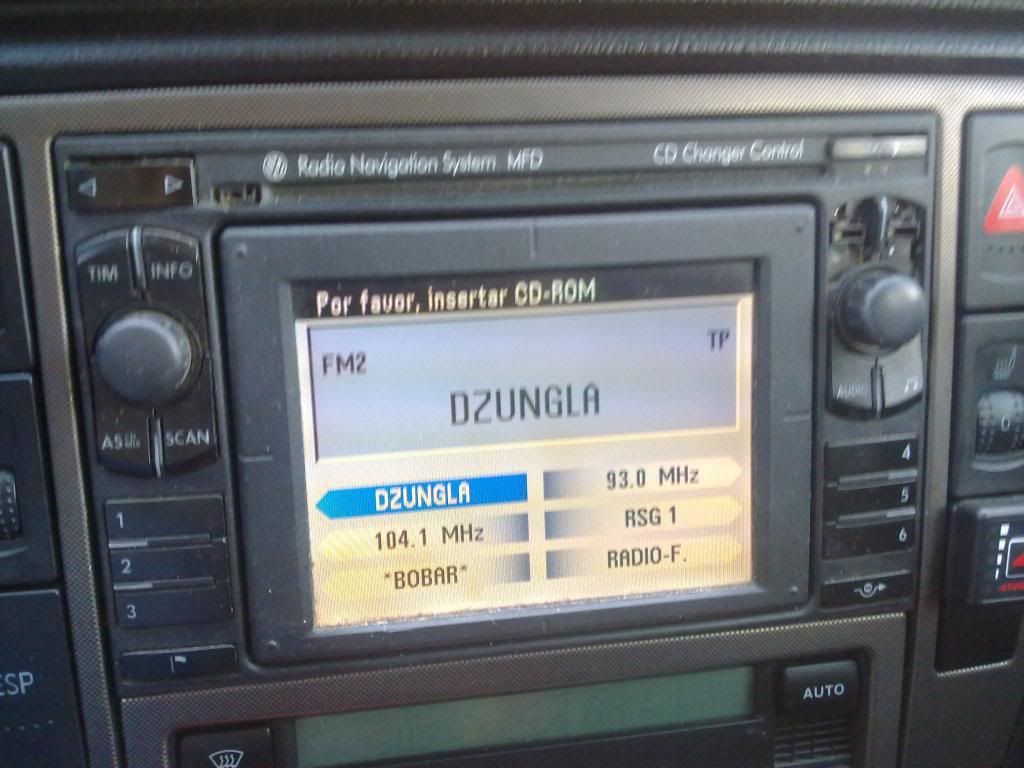 Radio Navigation System MFD
CD Changer Control
TIM
INFO
Por favor, insertar CD-ROM
FM2
TP
DZUNGLA
AUDIO
AS
SCAN
DZUNGLA
93.0 MHz
104.1 MHz
RSG 1
*BOBAR*
RADIO-F.
1
2
3
4
5
6
0
ESP
AUTO